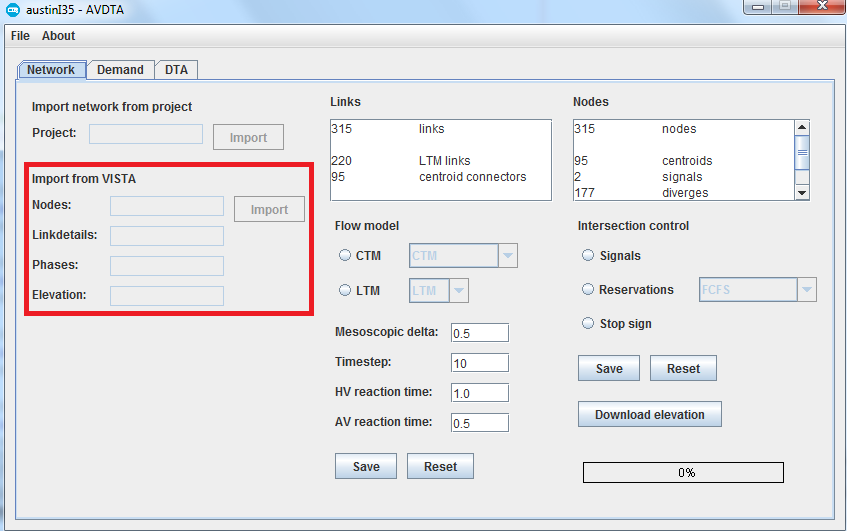 austinI35 - AVDTA
File About
Network Demand DTA
Import network from project
Project: Import
Import from VISTA
Nodes: Import
Linkdetails:
Phases:
Elevation:
Links
315 links
220 LTM links
95 centroid connectors
Flow model
CTM CTM
LTM LTM
Mesoscopic delta: 0.5
Timestep: 10
HV reaction time: 1.0
AV reaction time: 0.5
Save Reset
Nodes
315 nodes
95 centroids
2 signals
177 diverges
Intersection control
Signals
Reservations FCFS
Stop sign
Save Reset
Download elevation
0%